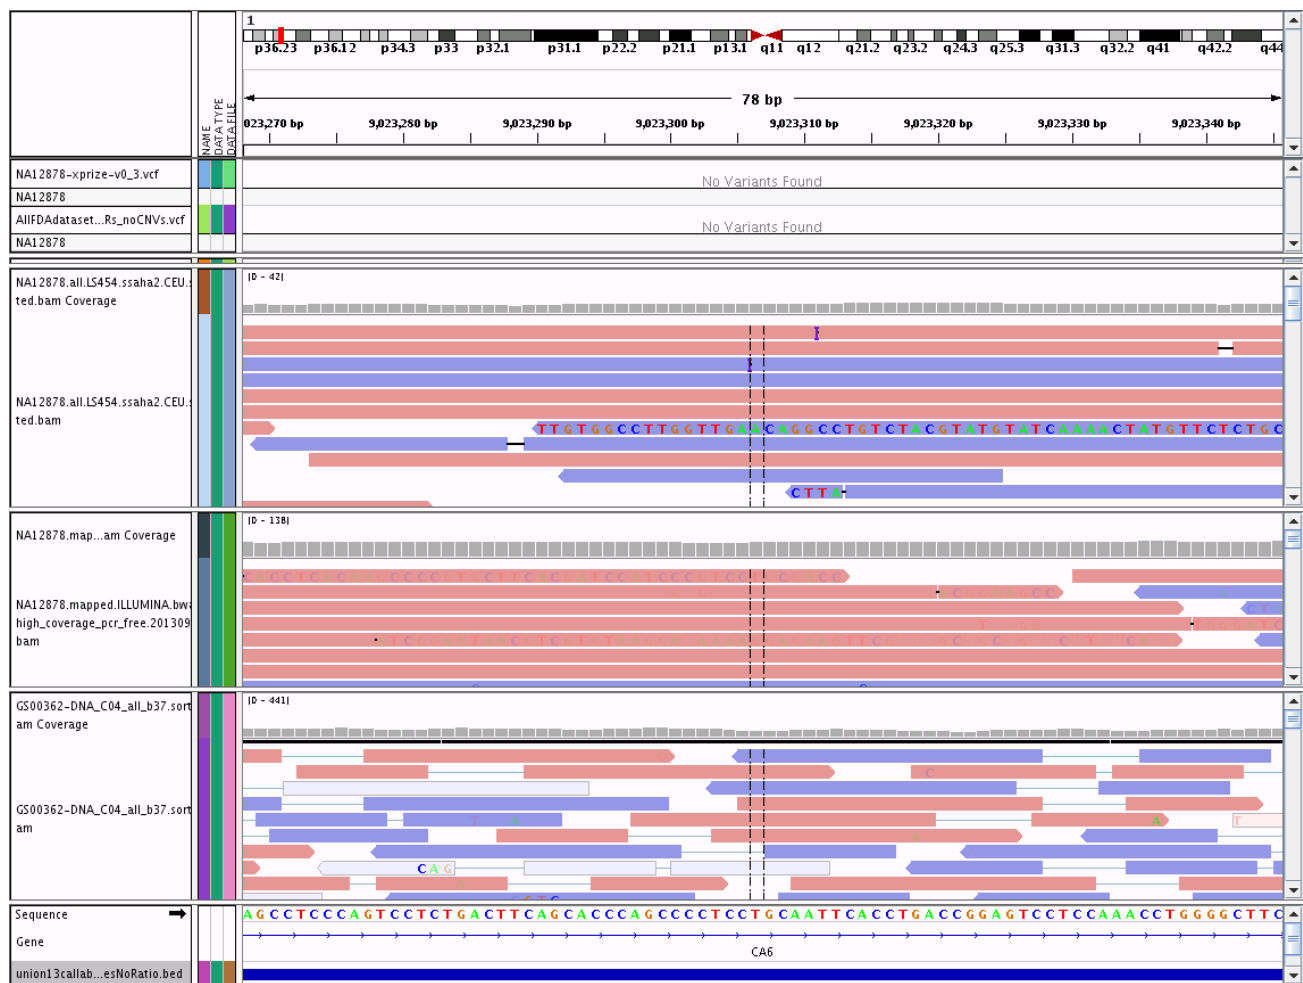 1
p36.23 p36.12 p34.3 p33 p32.1 p31.1 p22.2 p21.1 p13.1 q11 q12 q21.2 q23.2 q24.3 q25.3 q31.3 q32.2 q41 q42.2 q44
78 bp
NAME
DATA TYPE
DATA FILE
023,270 bp 9,023,280 bp 9,023,290 bp 9,023,300 bp 9,023,310 bp 9,023,320 bp 9,023,330 bp 9,023,340 bp
NA12878-xprize-v0_3.vcf
No Variants Found
NA12878
AllFDAdataset...Rs_noCNVs.vcf
No Variants Found
NA12878
[0 - 42]
NA12878.all.LS454.ssaha2.CEU.s
ted.bam Coverage
I
I
NA12878.all.LS454.ssaha2.CEU.s
ted.bam
TTGTGGCCTTGGTTGAACAGGCCTGTCTACGTATGTATCAAAACTATGTTCTCTGC
CTTA
[0 - 138]
NA12878.map...am Coverage
NA12878.mapped.ILLUMINA.bwa
high_coverage_pcr_free.201309
bam
[0 - 441]
GS00362-DNA_C04_all_b37.sort
am Coverage
C
GS00362-DNA_C04_all_b37.sort
am
T A A T
CAG
Sequence AGCCTCCCAGTCCTCTGACTTCAGCACCCAGCCCCTCCTGCAATTCACCTGACCGGAGTCCTCCAAACCTGGGGCTTC
Gene
CA6
union13callab...esNoRatio.bed